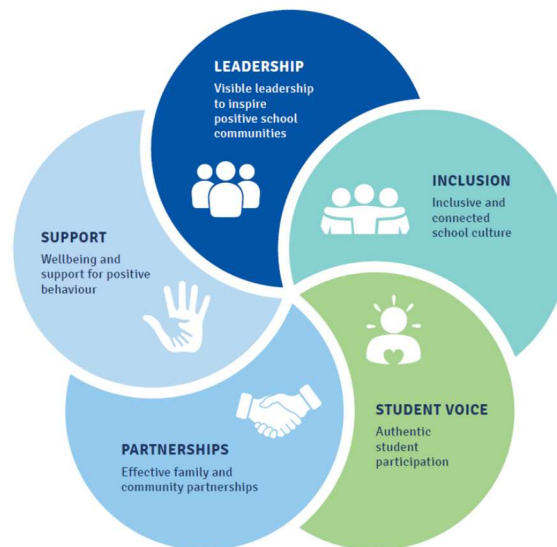 LEADERSHIP
Visible leadership
to inspire
positive school
communities
INCLUSION
Inclusive and
connected
school culture
STUDENT VOICE
Authentic
student
participation
PARTNERSHIPS
Effective family and
community partnerships
SUPPORT
Wellbeing and
support for positive
behaviour